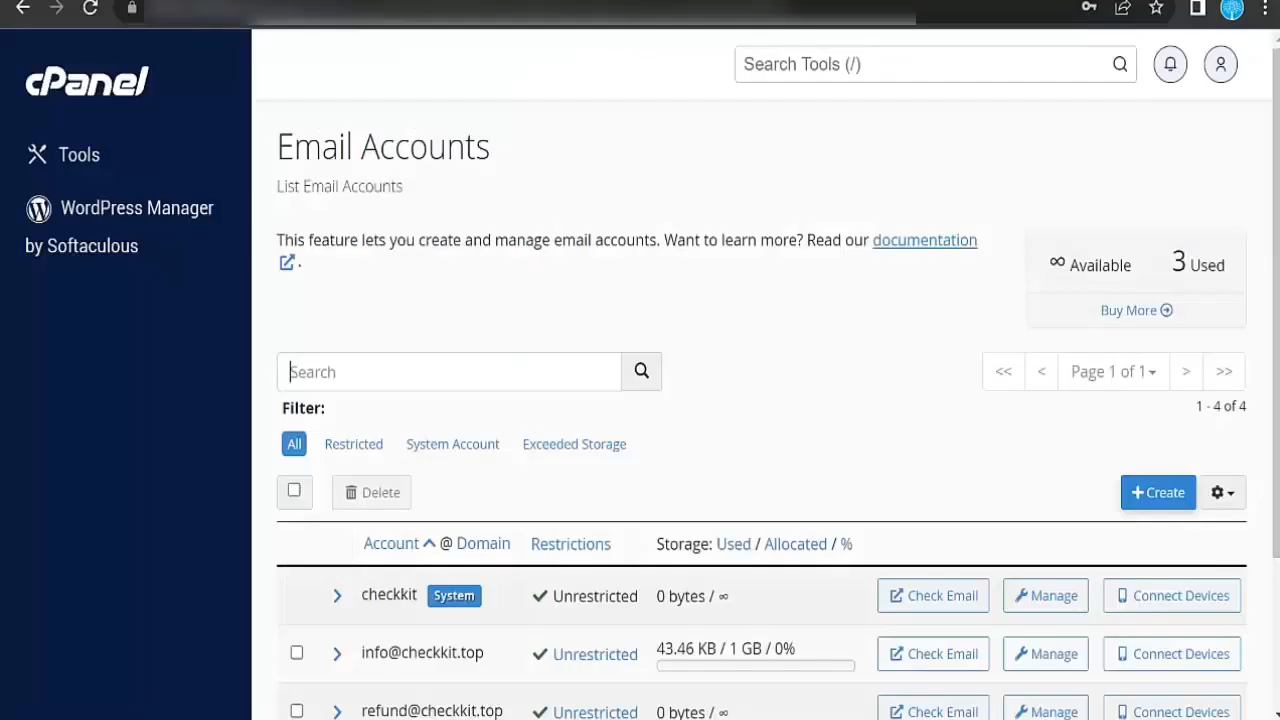 cPanel
Search Tools (/)
Tools
WordPress Manager
by Softaculous
Email Accounts
List Email Accounts
This feature lets you create and manage email accounts. Want to learn more? Read our documentation
.
∞ Available 3 Used
Buy More
Search
<< < Page 1 of 1 > >>
1 - 4 of 4
Filter:
All Restricted System Account Exceeded Storage
Delete
+ Create
Account @ Domain Restrictions Storage: Used / Allocated / %
checkkit System Unrestricted 0 bytes / ∞ Check Email Manage Connect Devices
info@checkkit.top Unrestricted 43.46 KB / 1 GB / 0% Check Email Manage Connect Devices
refund@checkkit.top Unrestricted 0 bytes / ∞ Check Email Manage Connect Devices